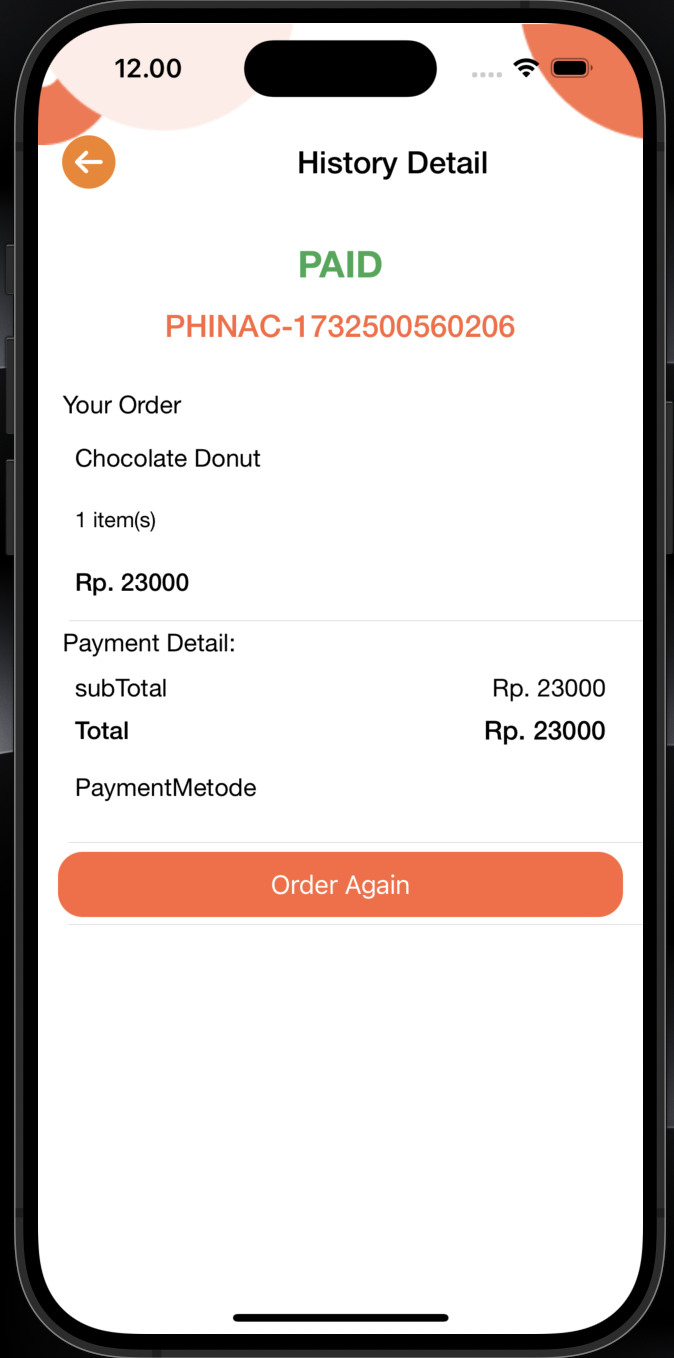 12.00
History Detail
PAID
PHINAC-1732500560206
Your Order
Chocolate Donut
1 item(s)
Rp. 23000
Payment Detail:
subTotal Rp. 23000
Total Rp. 23000
PaymentMetode
Order Again